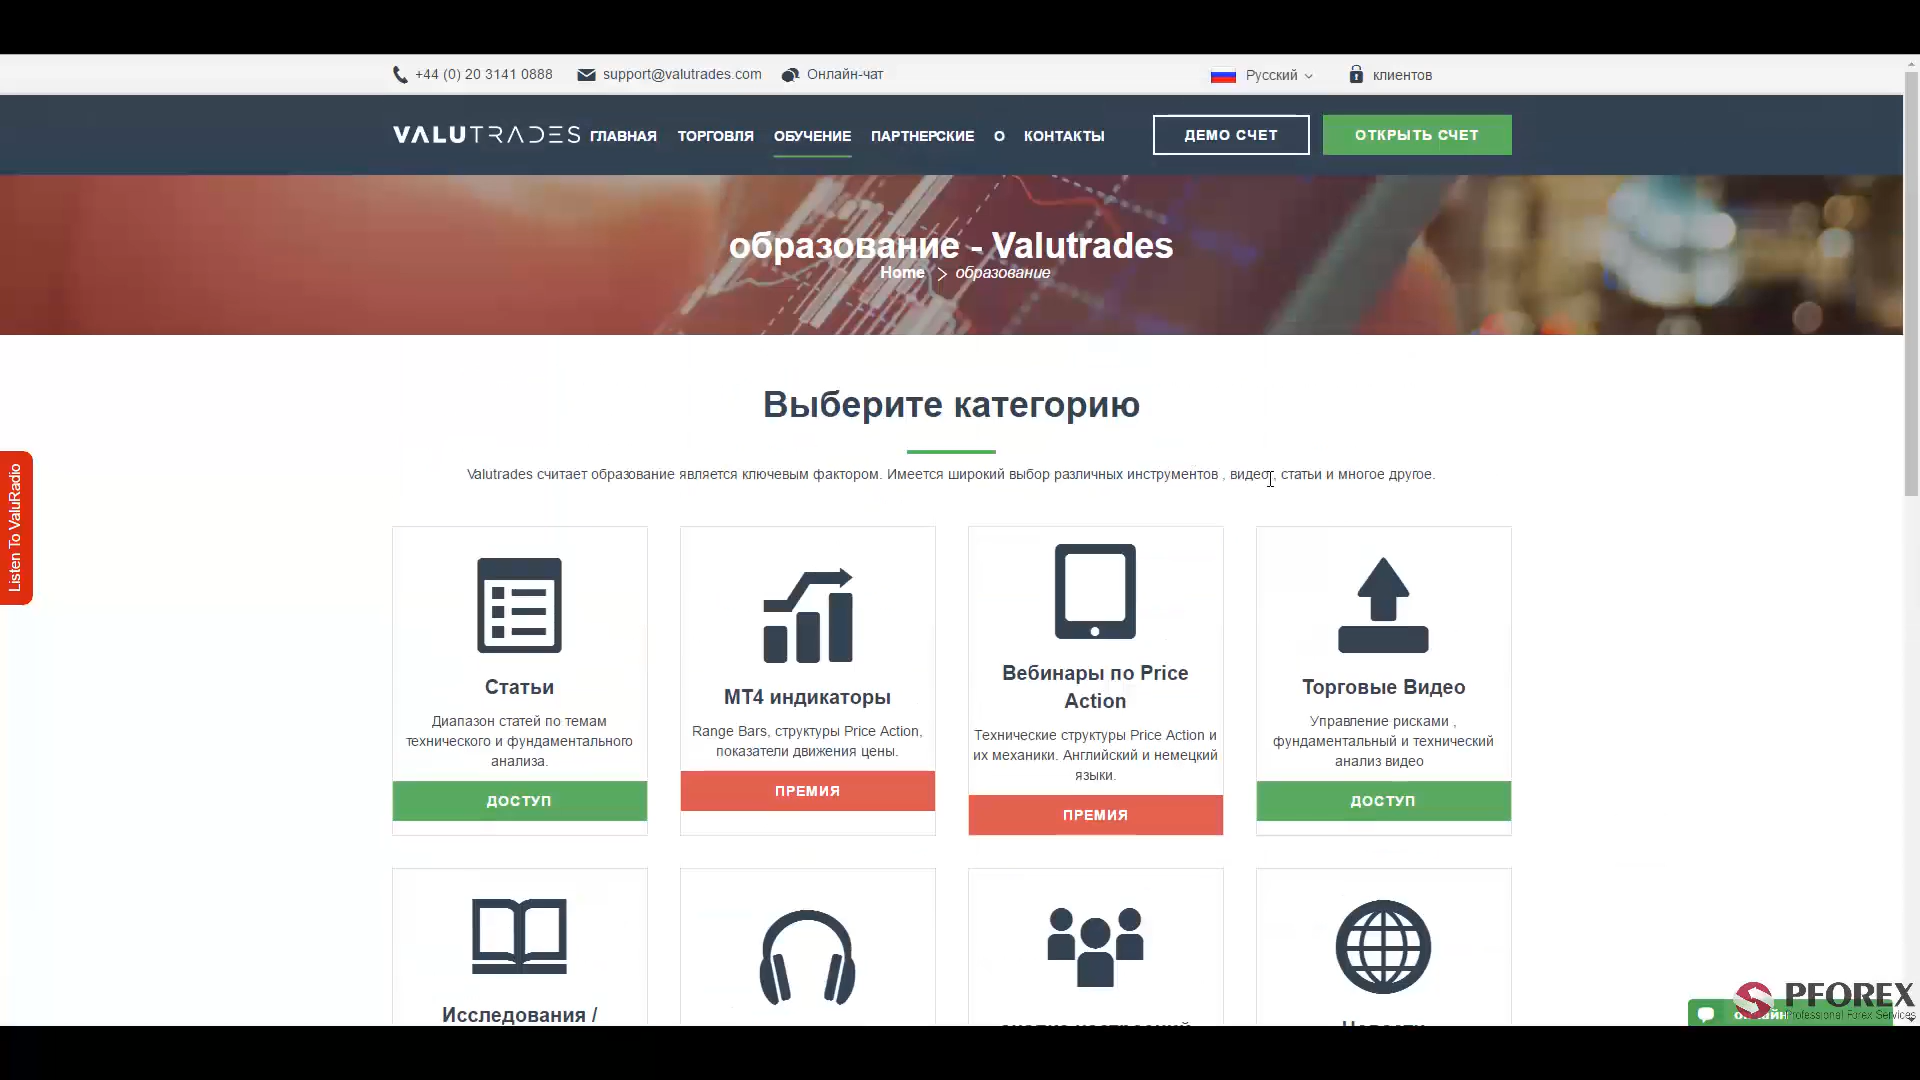 +44 (0) 20 3141 0888
support@valutrades.com
Онлайн-чат
Русский
клиентов
VALUTRADES
ГЛАВНАЯ
ТОРГОВЛЯ
ОБУЧЕНИЕ
ПАРТНЕРСКИЕ
О
КОНТАКТЫ
ДЕМО СЧЕТ
ОТКРЫТЬ СЧЕТ
образование - Valutrades
Home > образование
Выберите категорию
Valutrades считает образование является ключевым фактором. Имеется широкий выбор различных инструментов , видео , статьи и многое другое.
Listen To ValuRadio
Статьи
Диапазон статей по темам
технического и фундаментального
анализа.
ДОСТУП
МТ4 индикаторы
Range Bars, структуры Price Action,
показатели движения цены.
ПРЕМИЯ
Вебинары по Price
Action
Технические структуры Price Action и
их механики. Английский и немецкий
языки.
ПРЕМИЯ
Торговые Видео
Управление рисками ,
фундаментальный и технический
анализ видео
ДОСТУП
Исследования /
Новости
PFOREX
Professional Forex Services